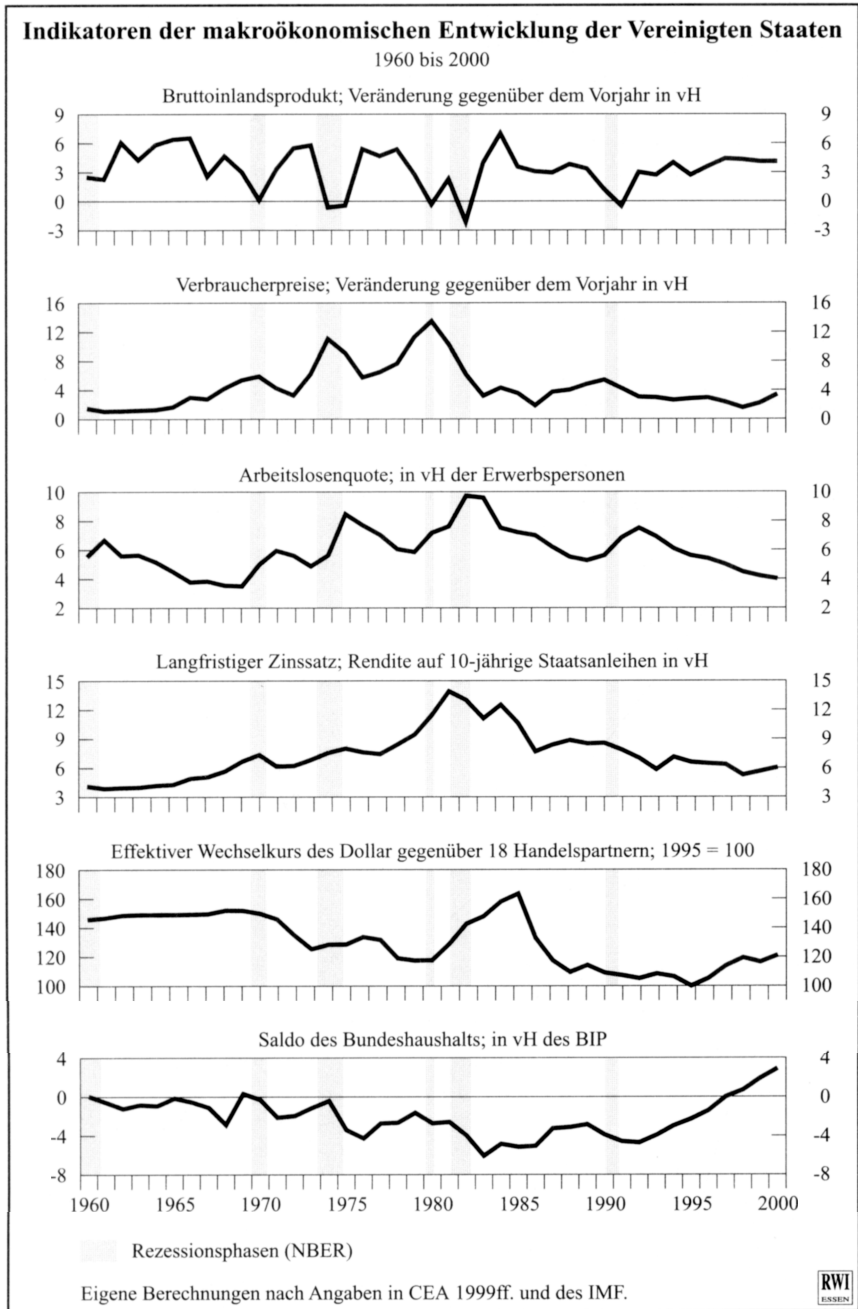 Indikatoren der makroökonomischen Entwicklung der Vereinigten Staaten
1960 bis 2000
Bruttoinlandsprodukt; Veränderung gegenüber dem Vorjahr in vH
9 9
6 6
3 3
0 0
-3 -3
Verbraucherpreise; Veränderung gegenüber dem Vorjahr in vH
16 16
12 12
8 8
4 4
0 0
Arbeitslosenquote; in vH der Erwerbspersonen
10 10
8 8
6 6
4 4
2 2
Langfristiger Zinssatz; Rendite auf 10-jährige Staatsanleihen in vH
15 15
12 12
9 9
6 6
3 3
Effektiver Wechselkurs des Dollar gegenüber 18 Handelspartnern; 1995 = 100
180 180
160 160
140 140
120 120
100 100
Saldo des Bundeshaushalts; in vH des BIP
4 4
0 0
-4 -4
-8 -8
1960 1965 1970 1975 1980 1985 1990 1995 2000
Rezessionsphasen (NBER)
Eigene Berechnungen nach Angaben in CEA 1999ff. und des IMF.
RWI
ESSEN